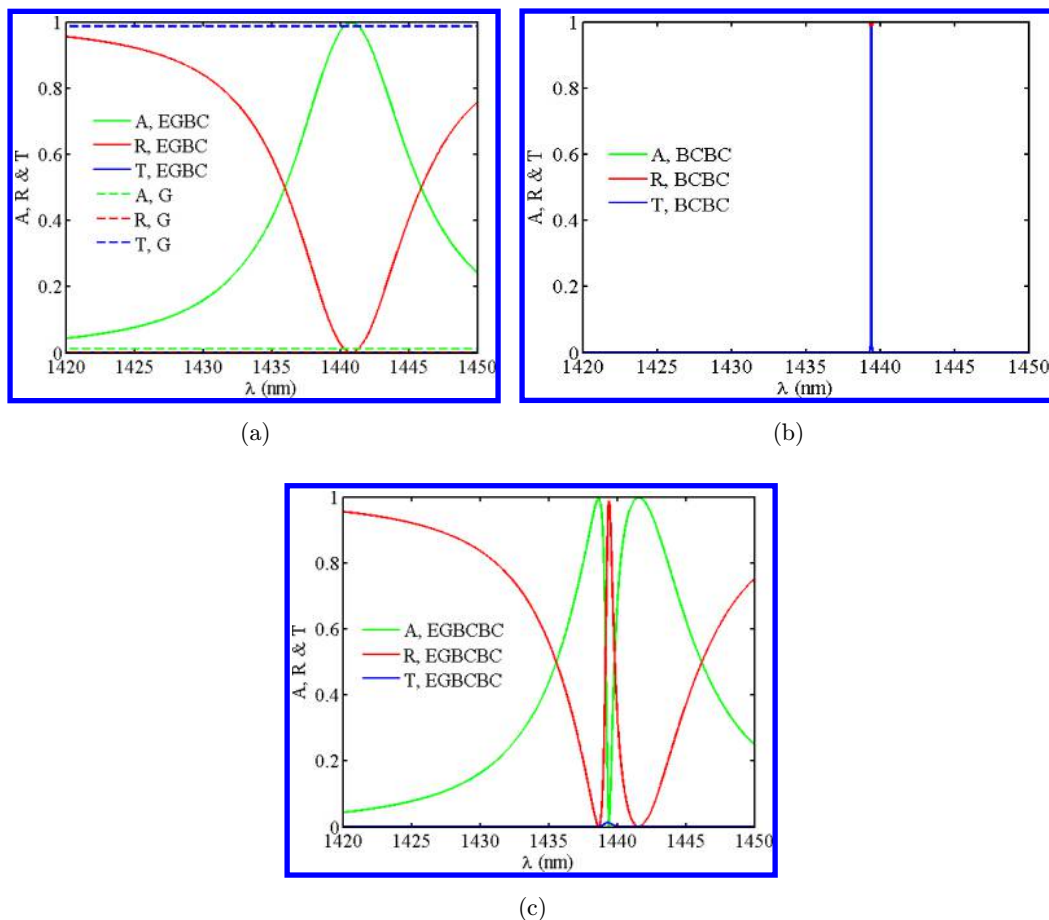 1
0.8
0.6
0.4
0.2
0
A, R & T
A, EGBC
R, EGBC
T, EGBC
A, G
R, G
T, G
1420 1425 1430 1435 1440 1445 1450
λ (nm)
(a)
1
0.8
0.6
0.4
0.2
0
A, R & T
A, BCBC
R, BCBC
T, BCBC
1420 1425 1430 1435 1440 1445 1450
λ (nm)
(b)
1
0.8
0.6
0.4
0.2
0
A, R & T
A, EGBCBC
R, EGBCBC
T, EGBCBC
1420 1425 1430 1435 1440 1445 1450
λ (nm)
(c)